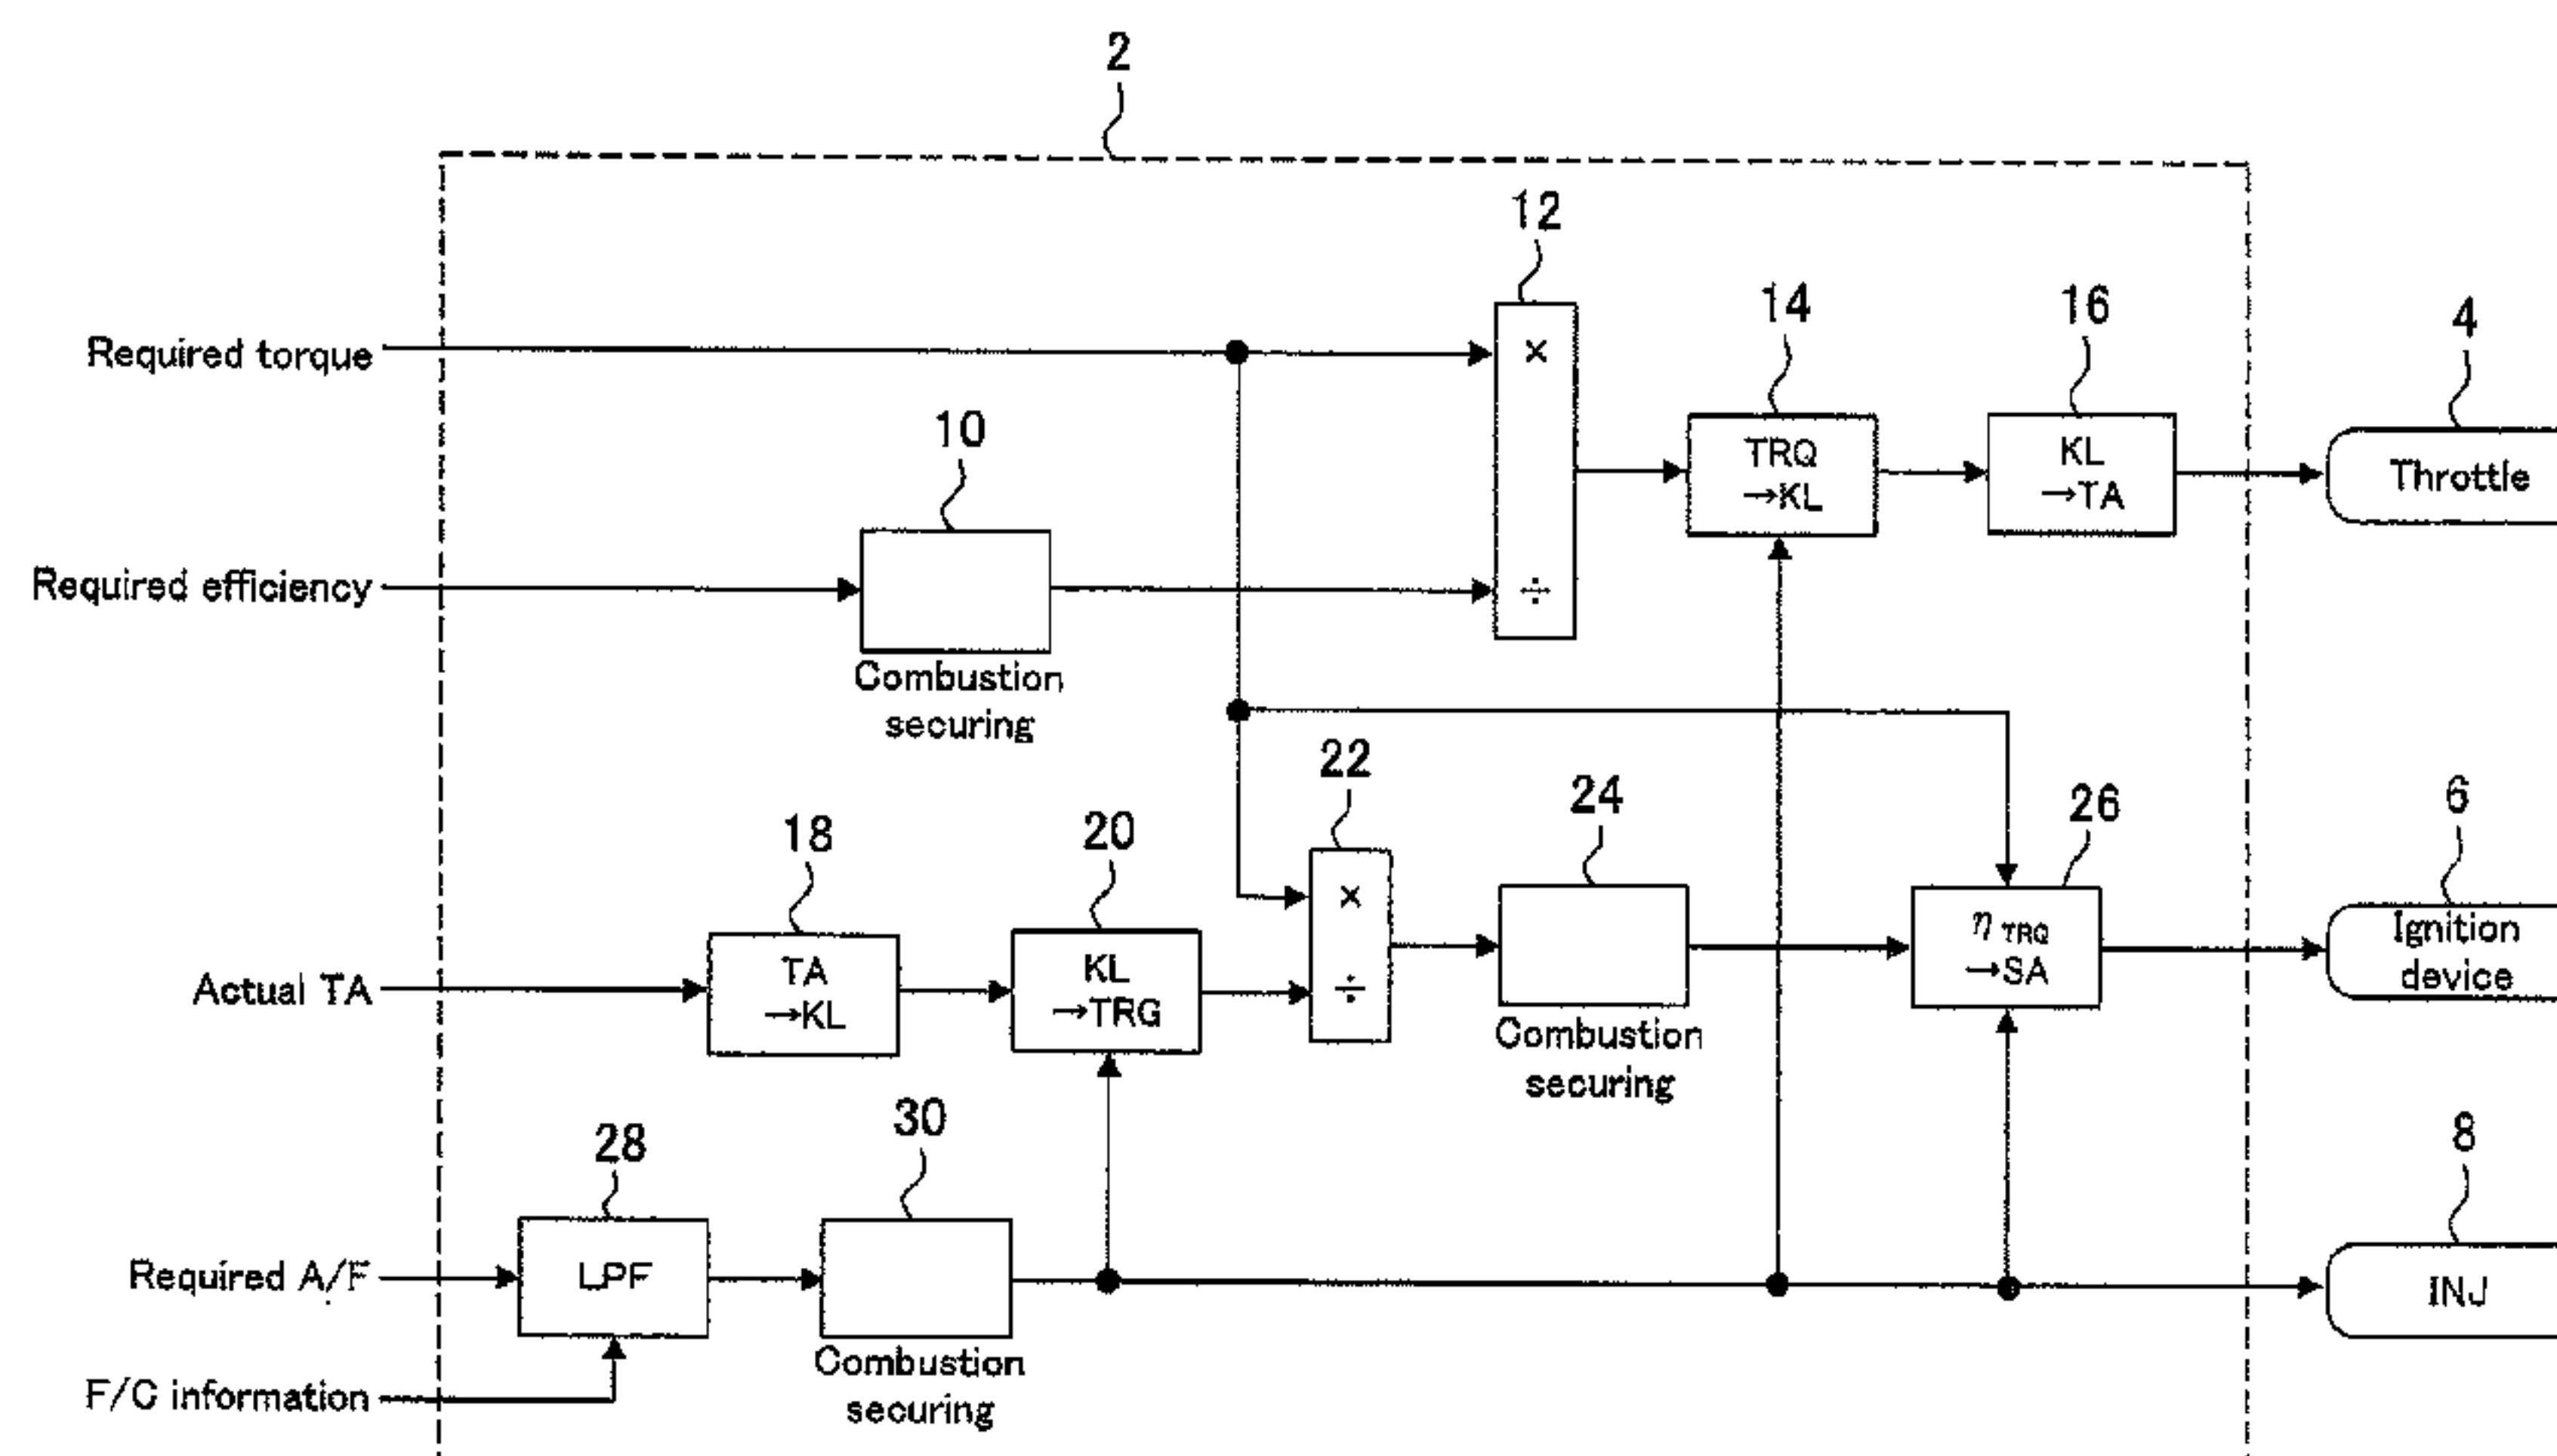 2
12
Required torque
×
÷
14
TRQ
→KL
16
KL
→TA
4
Throttle
10
Required efficiency
Combustion
securing
18
TA
→KL
20
KL
→TRG
22
×
÷
24
Combustion
securing
26
η TRQ
→SA
6
Ignition
device
Actual TA
28
LPF
30
Combustion
securing
8
INJ
Required A/F
F/C information